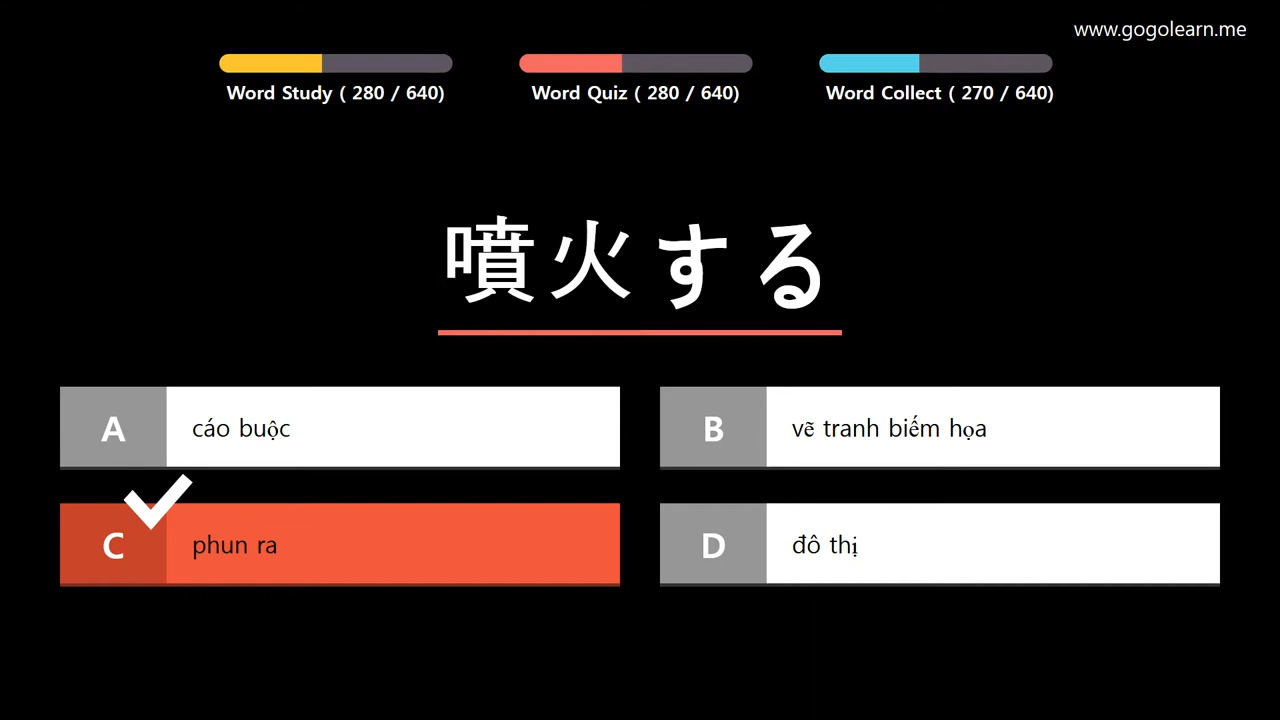 www.gogolearn.me
Word Study ( 280 / 640)
Word Quiz ( 280 / 640)
Word Collect ( 270 / 640)
噴火する
A
cáo buộc
B
vẽ tranh biếm họa
C
phun ra
D
đô thị